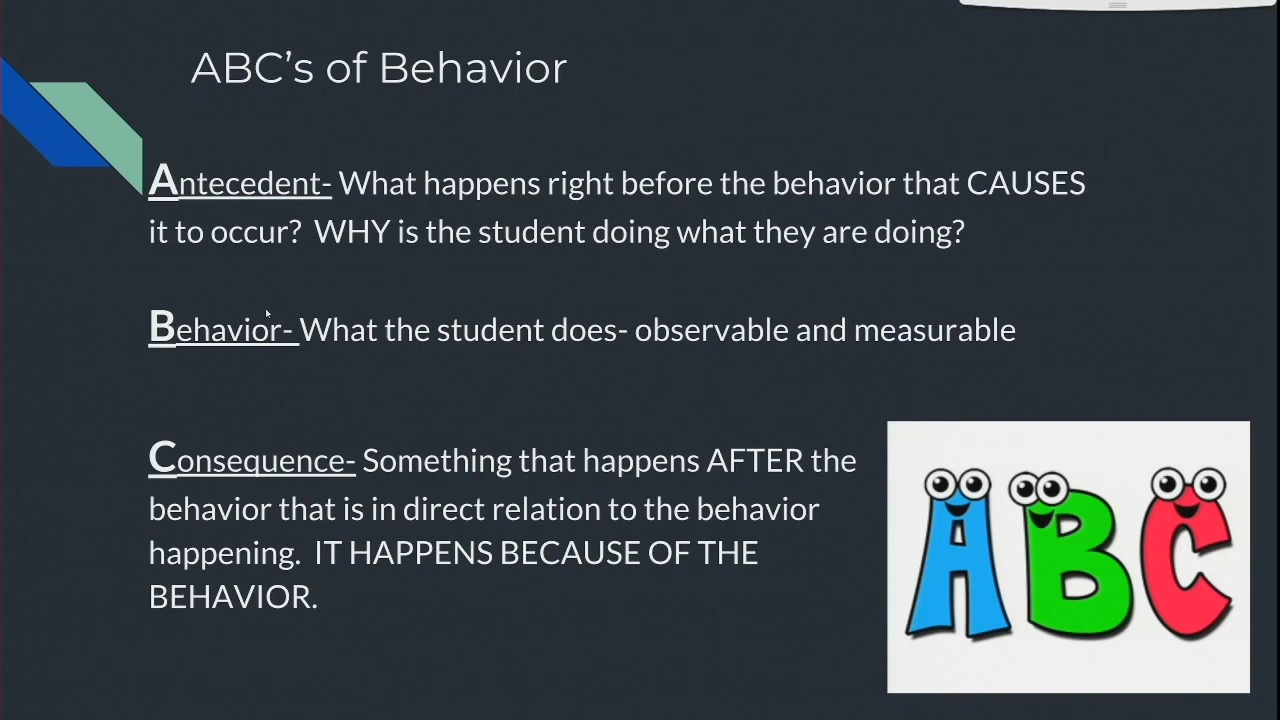 ABC's of Behavior
Antecedent- What happens right before the behavior that CAUSES
it to occur?  WHY is the student doing what they are doing?
Behavior- What the student does- observable and measurable
Consequence- Something that happens AFTER the
behavior that is in direct relation to the behavior
happening.  IT HAPPENS BECAUSE OF THE
BEHAVIOR.
ABC